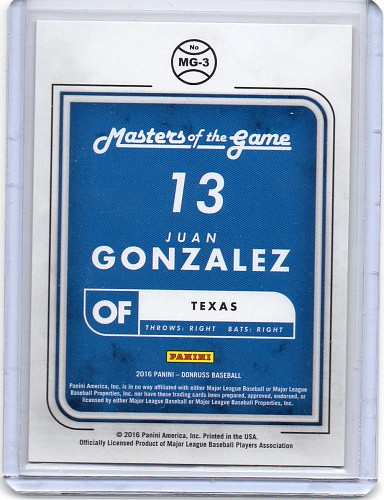 No
MG-3
Masters of the Game
13
JUAN
GONZALEZ
OF
TEXAS
THROWS: RIGHT BATS: RIGHT
PANINI
2016 PANINI – DONRUSS BASEBALL
Panini America, Inc. is in no way affiliated with either Major League Baseball or Major League
Baseball Properties, Inc. nor have these trading cards been prepared, approved, endorsed, or
licensed by either Major League Baseball or Major League Baseball Properties, Inc.
© 2016 Panini America, Inc. Printed in the USA.
Officially Licensed Product of Major League Baseball Players Association